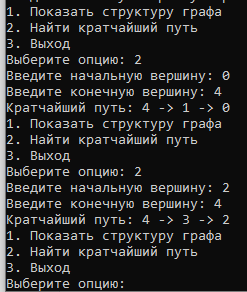 1. Показать структуру графа
2. Найти кратчайший путь
3. Выход
Выберите опцию: 2
Введите начальную вершину: 0
Введите конечную вершину: 4
Кратчайший путь: 4 -> 1 -> 0
1. Показать структуру графа
2. Найти кратчайший путь
3. Выход
Выберите опцию: 2
Введите начальную вершину: 2
Введите конечную вершину: 4
Кратчайший путь: 4 -> 3 -> 2
1. Показать структуру графа
2. Найти кратчайший путь
3. Выход
Выберите опцию: